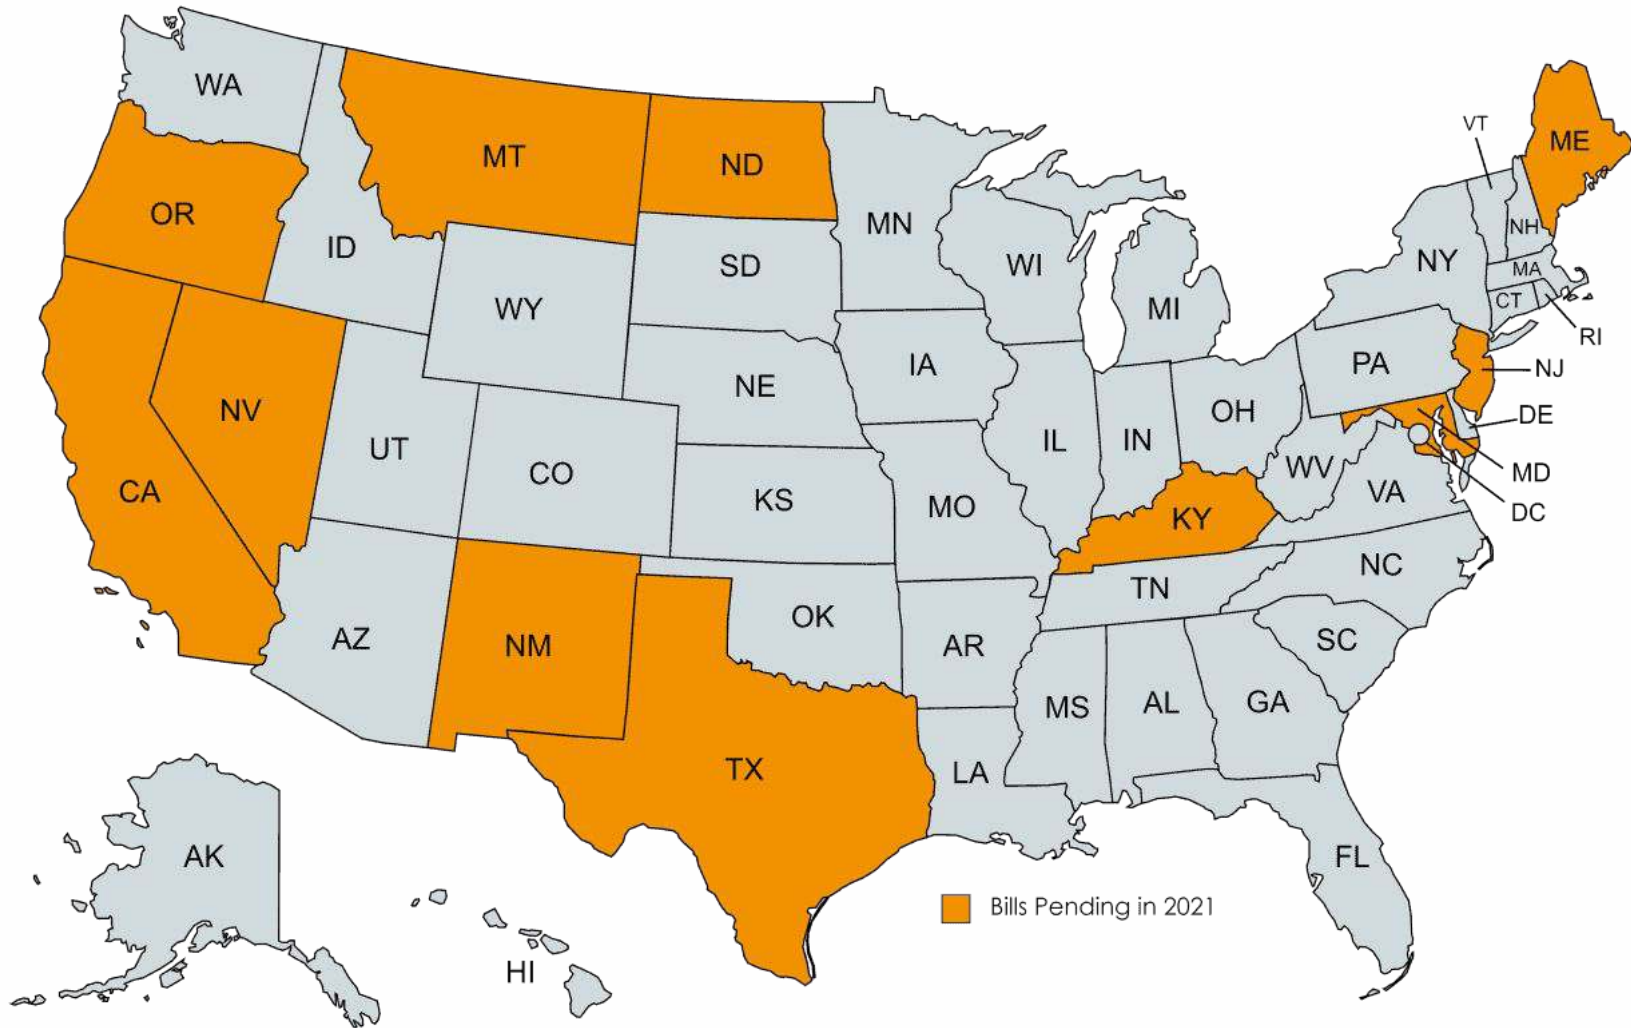 WA
MT
ND
VT
ME
OR
ID
MN
NH
SD
WI
NY
MA
WY
MI
CT
RI
IA
PA
NJ
NE
NV
OH
DE
UT
IL
IN
CO
WV
MD
CA
KS
MO
VA
DC
KY
NC
TN
OK
AZ
NM
AR
SC
MS
AL
GA
TX
LA
AK
FL
Bills Pending in 2021
HI